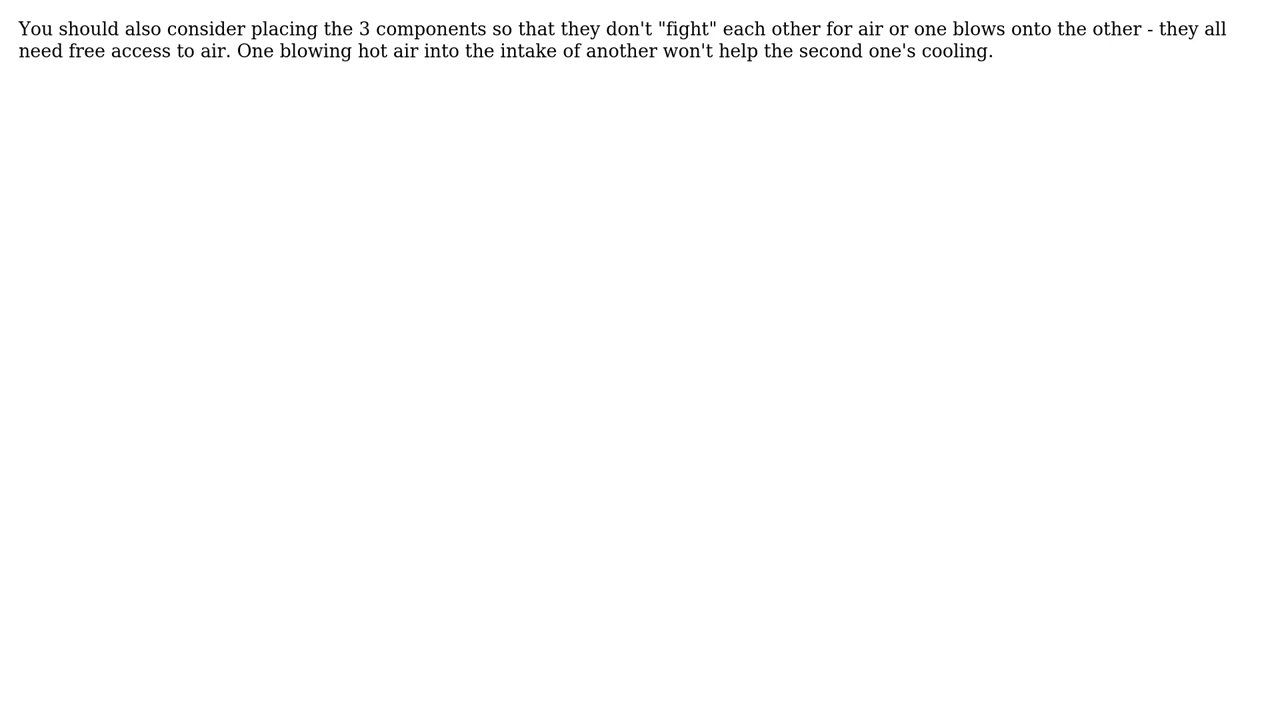 You should also consider placing the 3 components so that they don't "fight" each other for air or one blows onto the other - they all
need free access to air. One blowing hot air into the intake of another won't help the second one's cooling.